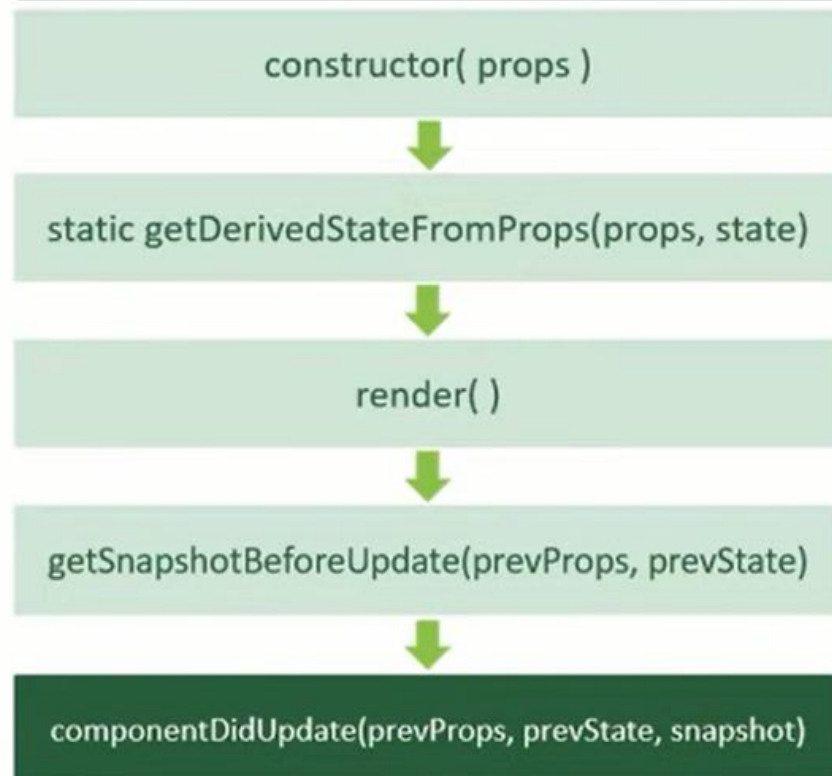 constructor( props )
static getDerivedStateFromProps(props, state)
render( )
getSnapshotBeforeUpdate(prevProps, prevState)
componentDidUpdate(prevProps, prevState, snapshot)